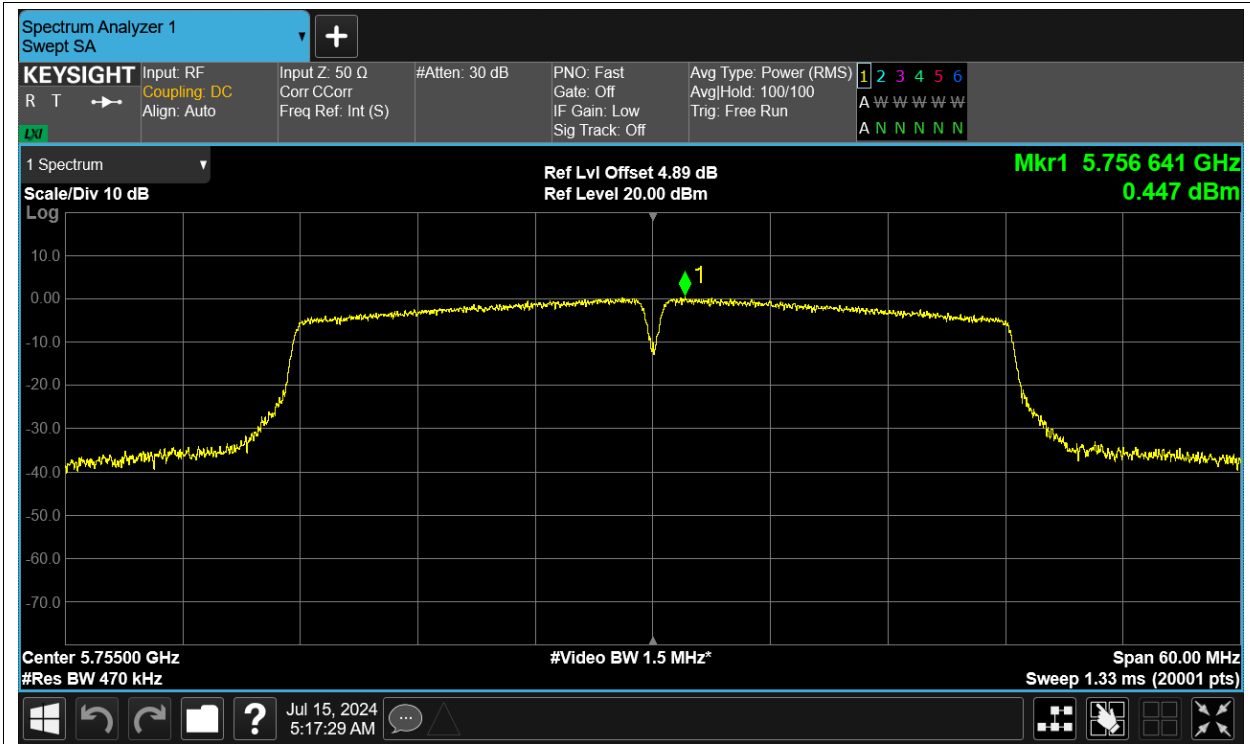 Spectrum Analyzer 1
Swept SA
KEYSIGHT
R T
LXI
Input: RF
Coupling: DC
Align: Auto
Input Z: 50 Ω
Corr CCorr
Freq Ref: Int (S)
#Atten: 30 dB
PNO: Fast
Gate: Off
IF Gain: Low
Sig Track: Off
Avg Type: Power (RMS)
Avg|Hold: 100/100
Trig: Free Run
1 2 3 4 5 6
A W W W W W
A N N N N N
1 Spectrum
Scale/Div 10 dB
Ref Lvl Offset 4.89 dB
Ref Level 20.00 dBm
Mkr1 5.756 641 GHz
0.447 dBm
Log
10.0
0.00
-10.0
-20.0
-30.0
-40.0
-50.0
-60.0
-70.0
1
Center 5.75500 GHz
#Res BW 470 kHz
#Video BW 1.5 MHz*
Span 60.00 MHz
Sweep 1.33 ms (20001 pts)
?
Jul 15, 2024
5:17:29 AM